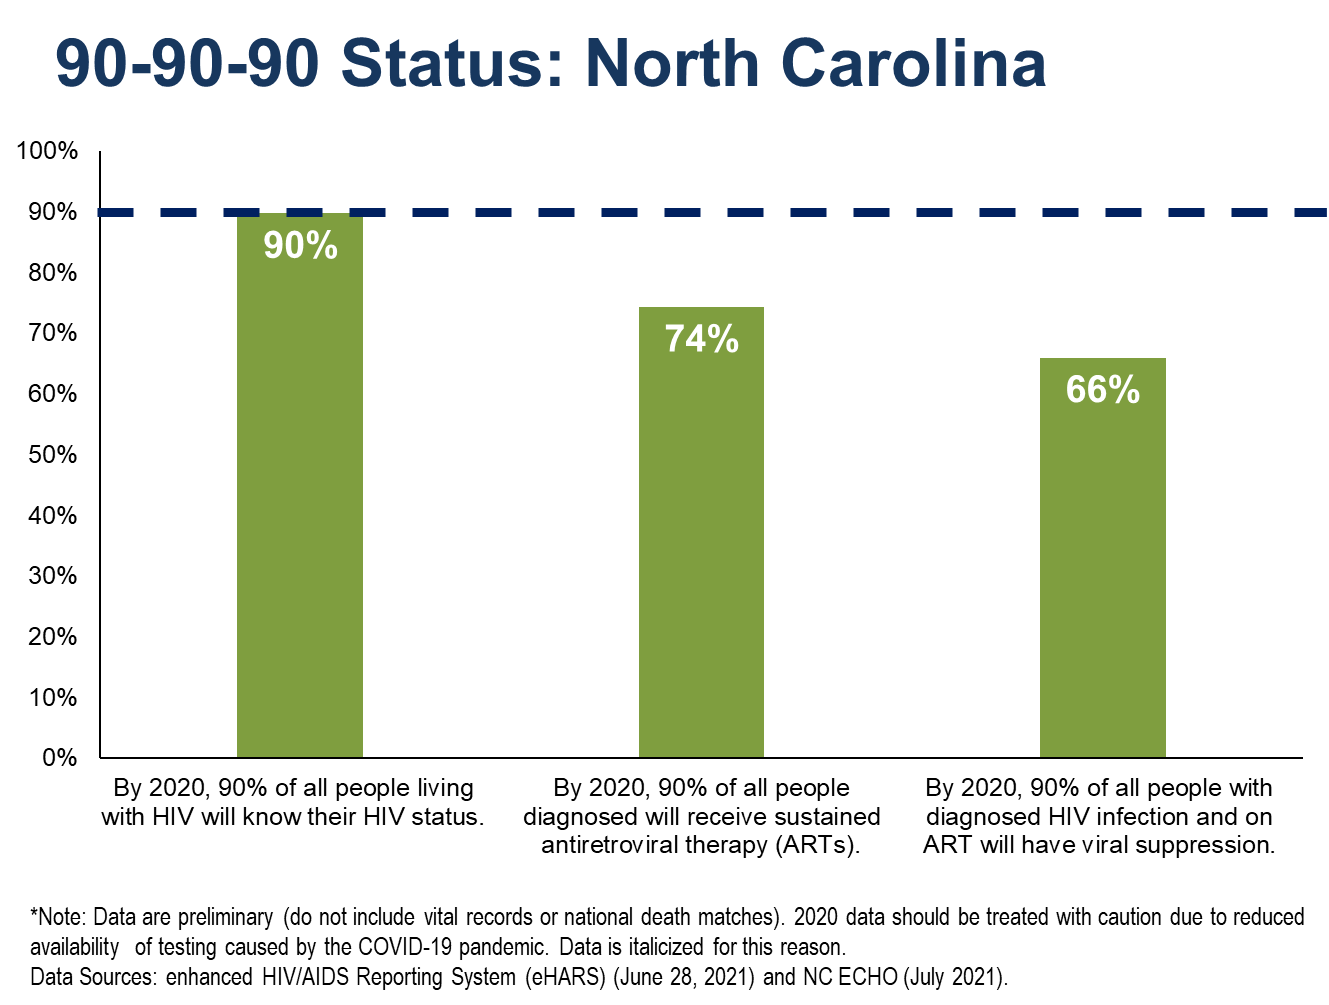 90-90-90 Status: North Carolina
100%
90%
80%
70%
60%
50%
40%
30%
20%
10%
0%
90%
74%
66%
By 2020, 90% of all people living
with HIV will know their HIV status.
By 2020, 90% of all people
diagnosed will receive sustained
antiretroviral therapy (ARTs).
By 2020, 90% of all people with
diagnosed HIV infection and on
ART will have viral suppression.
*Note: Data are preliminary (do not include vital records or national death matches). 2020 data should be treated with caution due to reduced
availability of testing caused by the COVID-19 pandemic. Data is italicized for this reason.
Data Sources: enhanced HIV/AIDS Reporting System (eHARS) (June 28, 2021) and NC ECHO (July 2021).